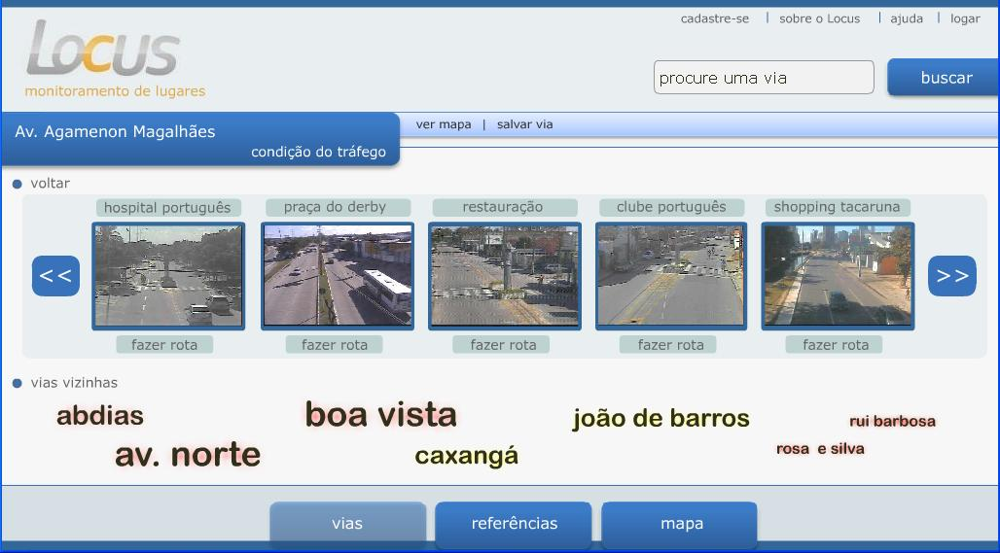 cadastre-se | sobre o Locus | ajuda | logar
Locus
monitoramento de lugares
procure uma via
buscar
Av. Agamenon Magalhães
condição do tráfego
ver mapa | salvar via
voltar
hospital português praça do derby restauração clube português shopping tacaruna
<< >>
fazer rota fazer rota fazer rota fazer rota fazer rota
vias vizinhas
abdias boa vista joão de barros rui barbosa
av. norte caxangá rosa e silva
vias referências mapa